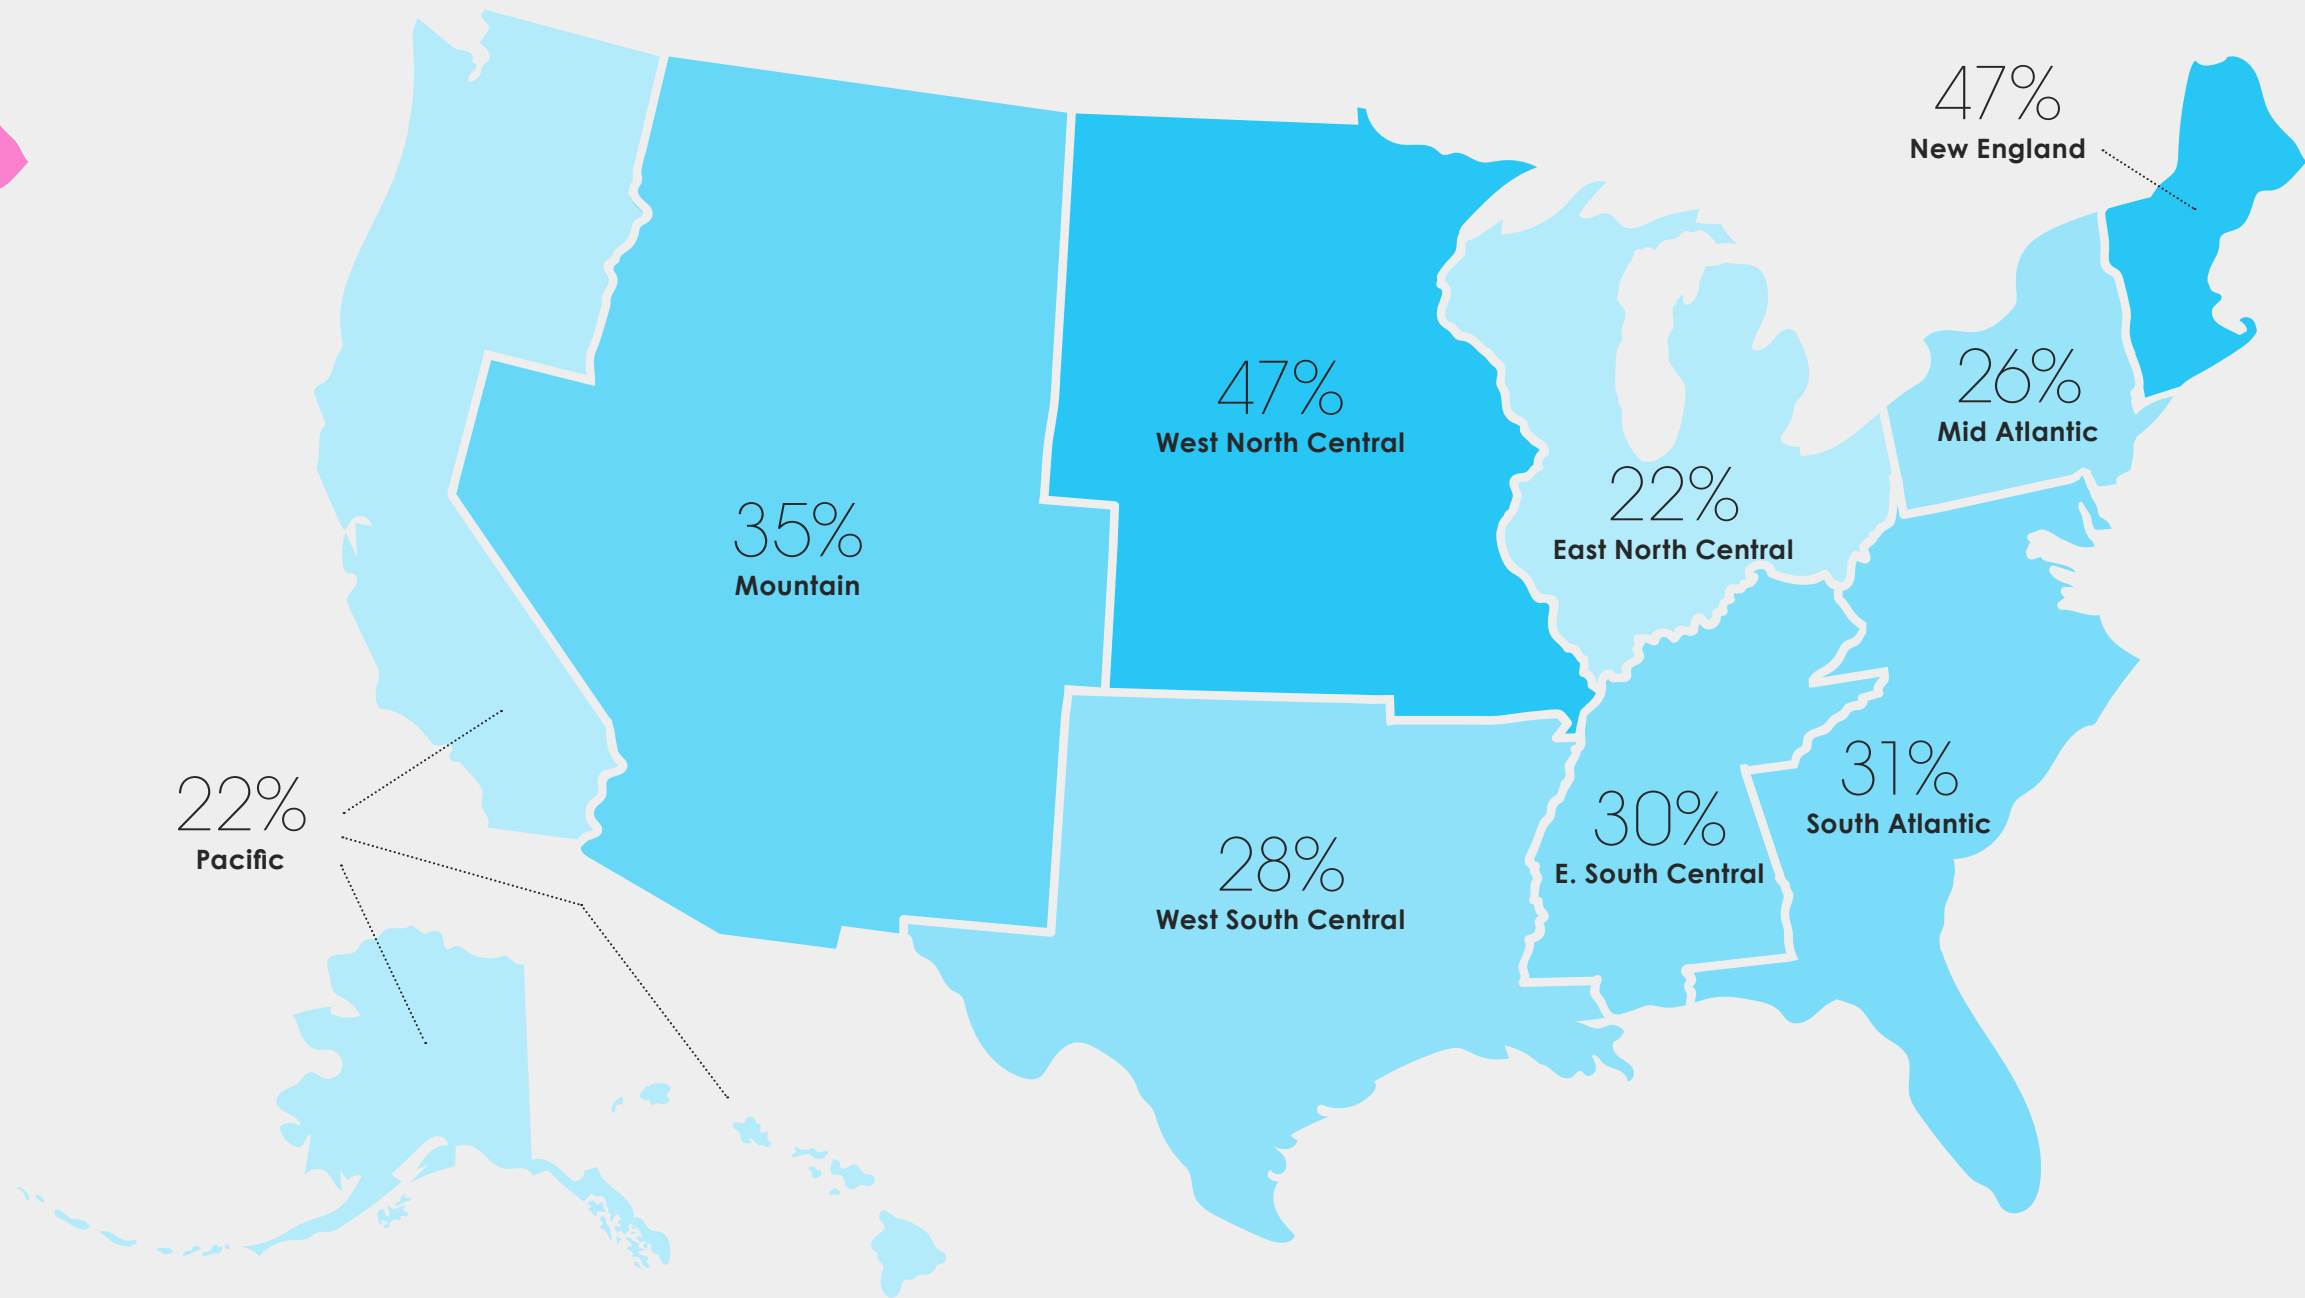 47%
New England
26%
Mid Atlantic
47%
West North Central
22%
East North Central
35%
Mountain
31%
South Atlantic
30%
E. South Central
28%
West South Central
22%
Pacific